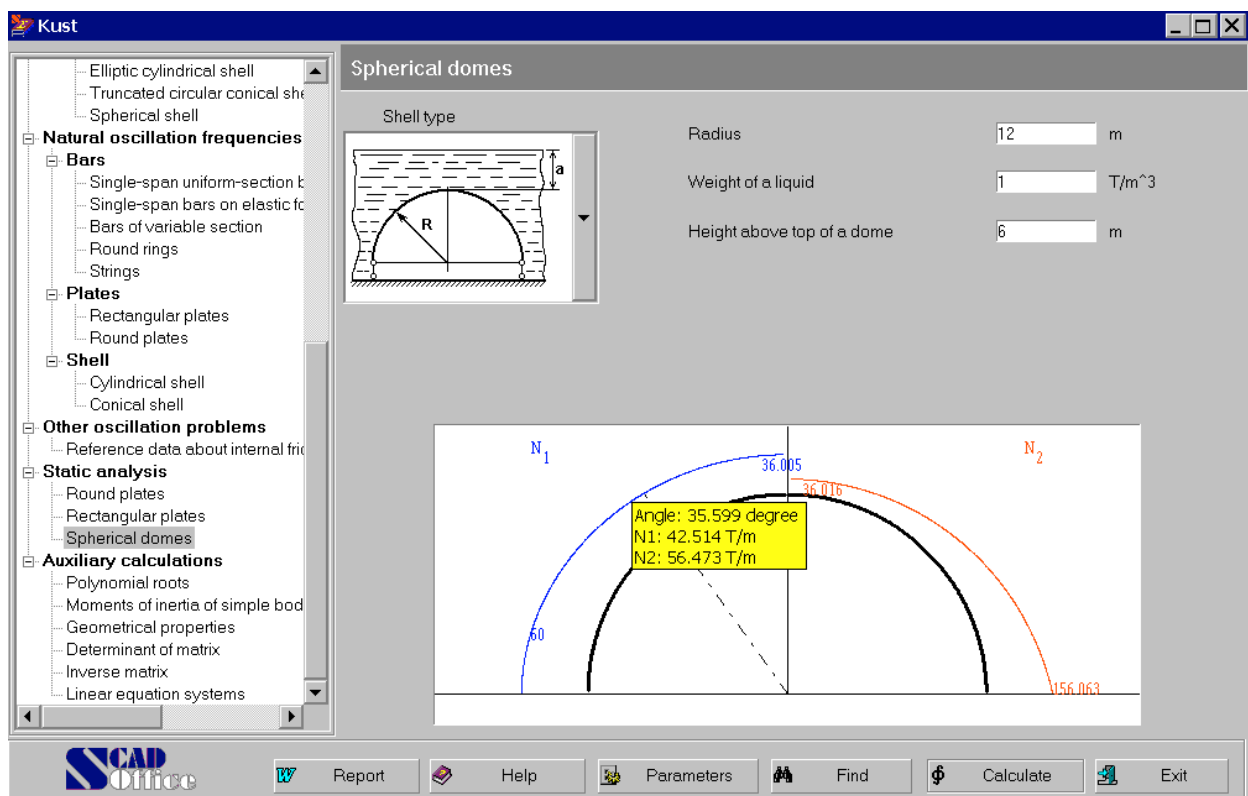 Kust
Elliptic cylindrical shell
Truncated circular conical she
Spherical shell
Natural oscillation frequencies
Bars
Single-span uniform-section b
Single-span bars on elastic fo
Bars of variable section
Round rings
Strings
Plates
Rectangular plates
Round plates
Shell
Cylindrical shell
Conical shell
Other oscillation problems
Reference data about internal fric
Static analysis
Round plates
Rectangular plates
Spherical domes
Auxiliary calculations
Polynomial roots
Moments of inertia of simple bod
Geometrical properties
Determinant of matrix
Inverse matrix
Linear equation systems
Spherical domes
Shell type
a
R
Radius 12 m
Weight of a liquid 1 T/m^3
Height above top of a dome 6 m
N1 N2
36.005
36.016
Angle: 35.599 degree
N1: 42.514 T/m
N2: 56.473 T/m
60
156.063
SCAD Office
Report Help Parameters Find Calculate Exit